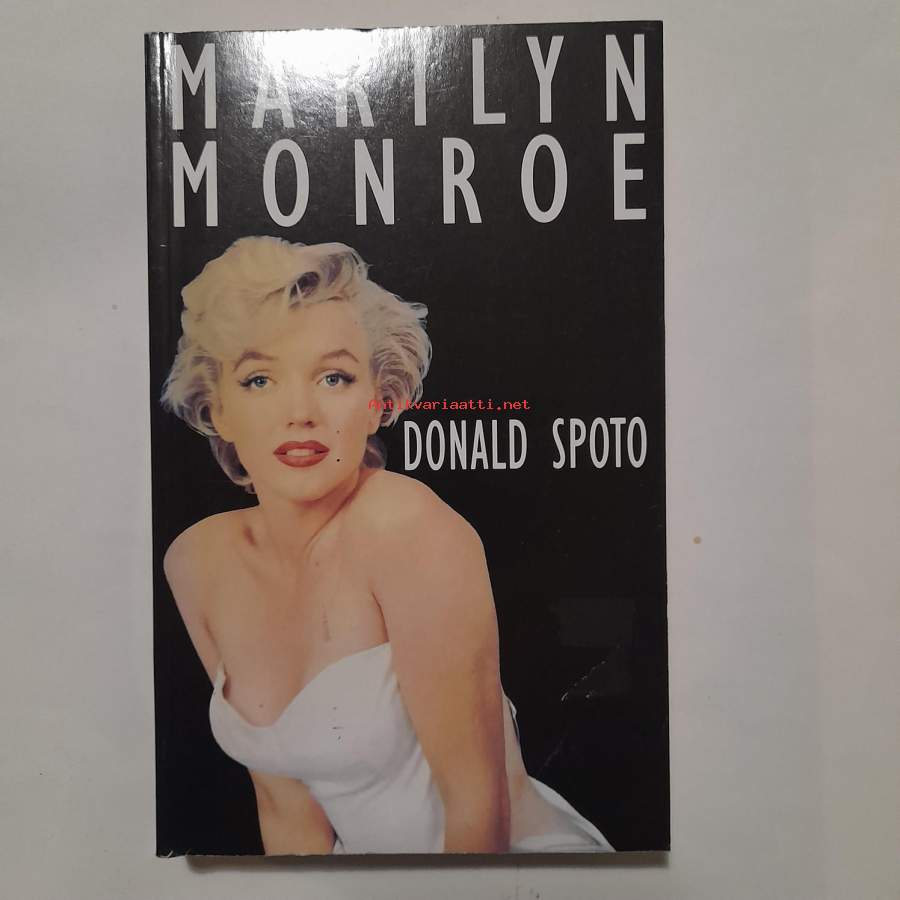 MARILYN
MONROE
Antikvariaatti.net
DONALD SPOTO